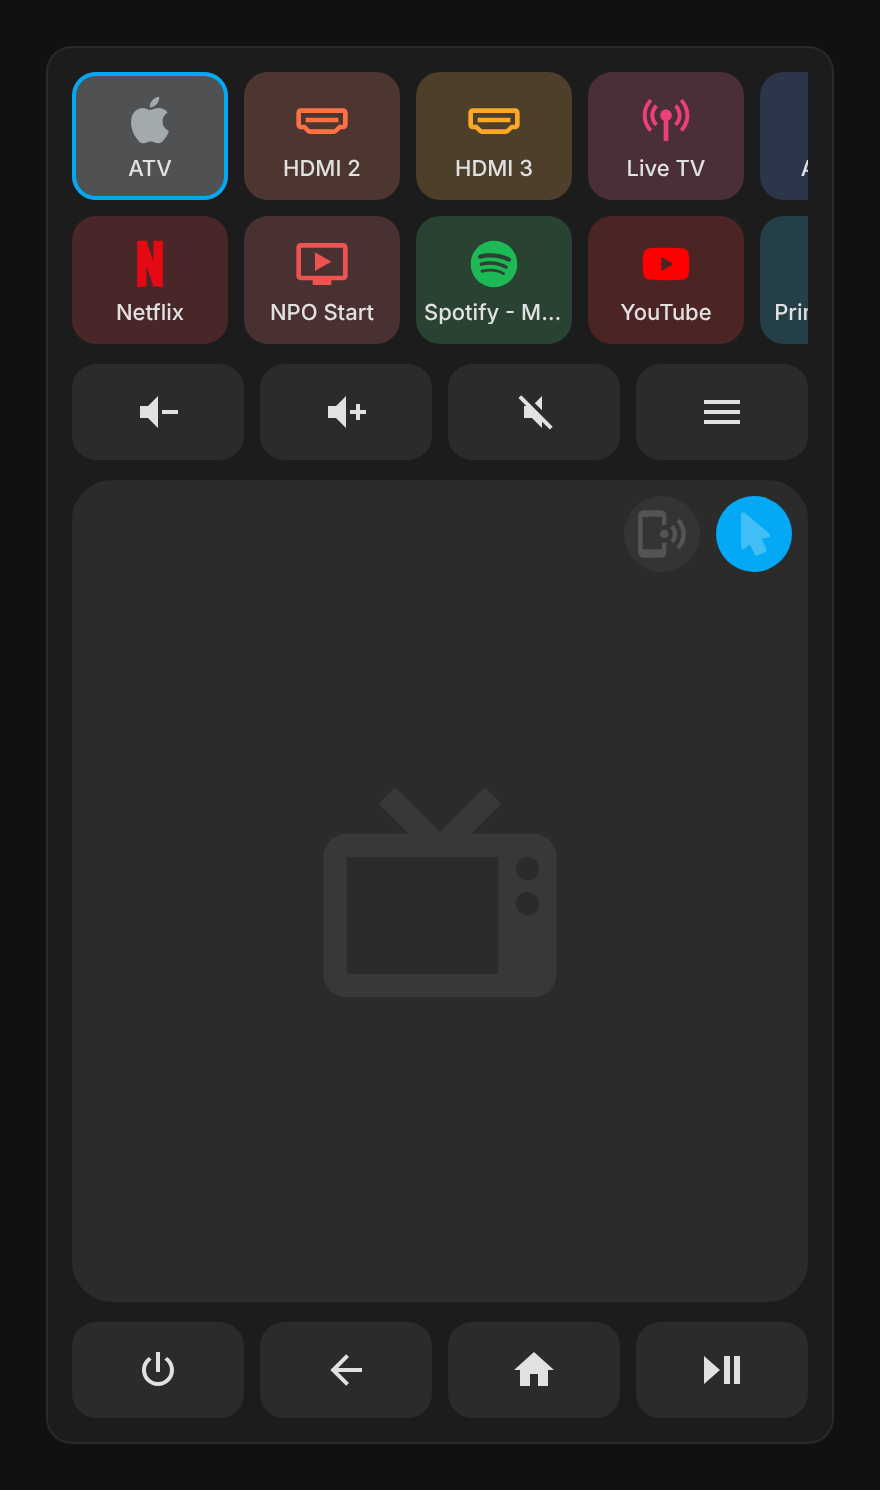 ATV
HDMI 2
HDMI 3
Live TV
Netflix
NPO Start
Spotify - M...
YouTube